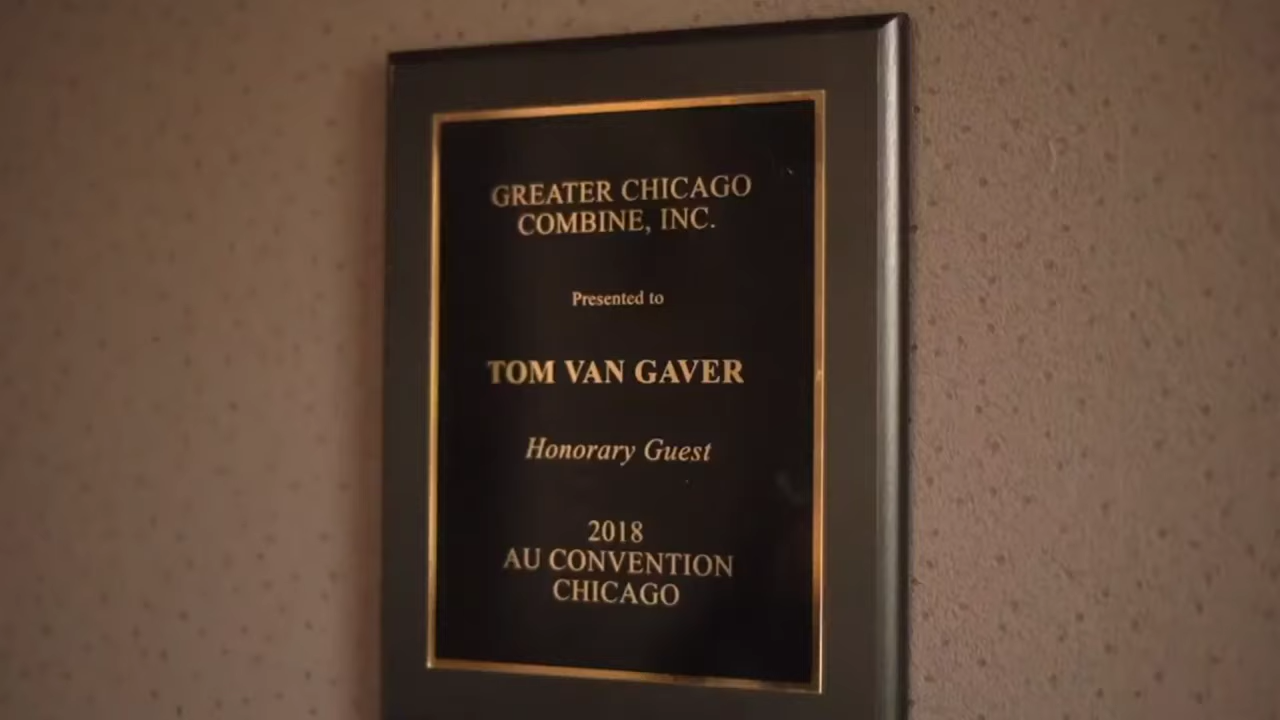 GREATER CHICAGO
COMBINE, INC.
Presented to
TOM VAN GAVER
Honorary Guest
2018
AU CONVENTION
CHICAGO